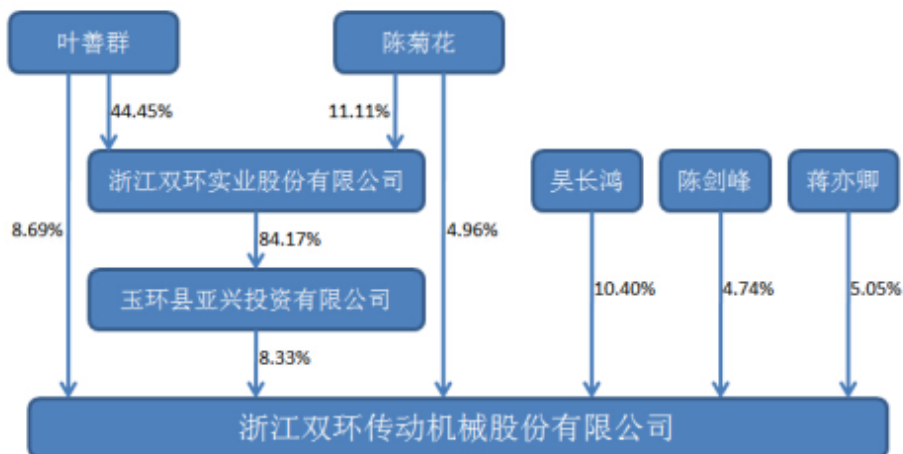 叶善群
陈菊花
44.45%
11.11%
浙江双环实业股份有限公司
吴长鸿
陈剑峰
蒋亦卿
8.69%
84.17%
4.96%
玉环县亚兴投资有限公司
10.40%
4.74%
5.05%
8.33%
浙江双环传动机械股份有限公司